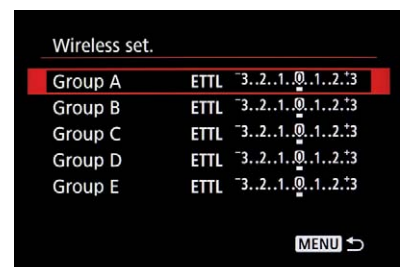 Wireless set.
Group A ETTL ⁻3..2..1..0..1..2.⁺3
Group B ETTL ⁻3..2..1..0..1..2.⁺3
Group C ETTL ⁻3..2..1..0..1..2.⁺3
Group D ETTL ⁻3..2..1..0..1..2.⁺3
Group E ETTL ⁻3..2..1..0..1..2.⁺3
MENU